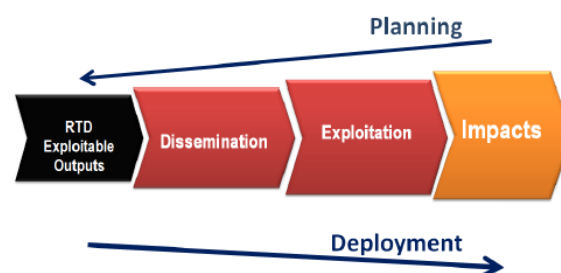 Planning
RTD
Exploitable
Outputs
Dissemination
Exploitation
Impacts
Deployment